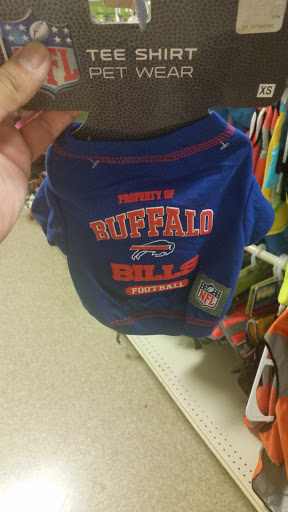 NFL
TEE SHIRT
PET WEAR
XS
PROPERTY OF
BUFFALO
BILLS
FOOTBALL
NFL